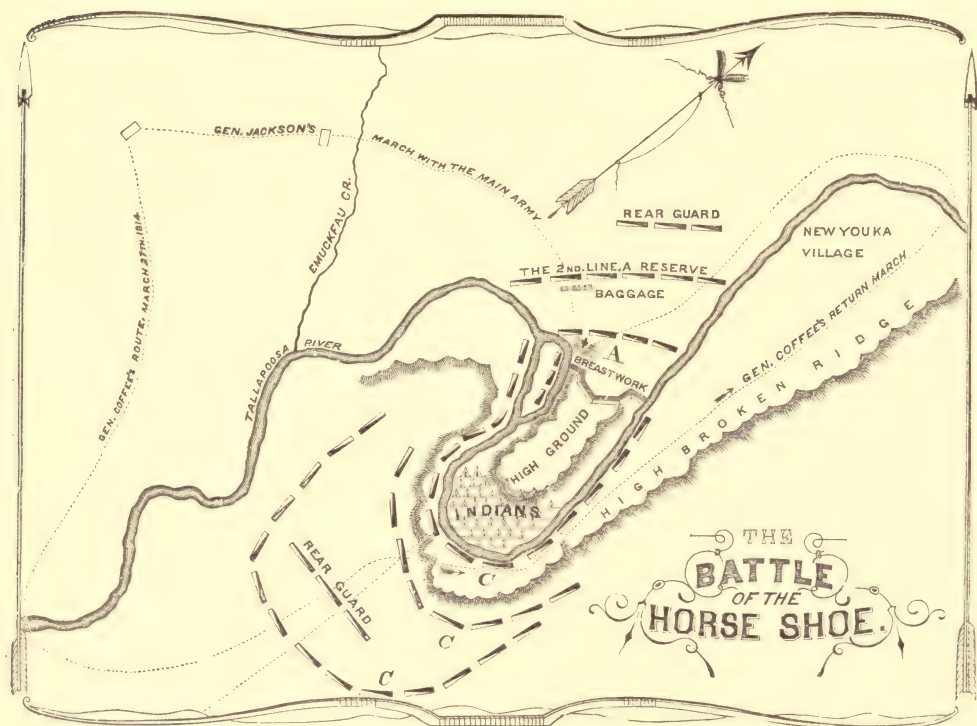 GEN. JACKSON'S
MARCH WITH THE MAIN ARMY
GEN. COFFEE'S ROUTE, MARCH 27TH. 1814.
EMUCKFAU CR.
TALLAPOOSA RIVER
REAR GUARD
THE 2ND. LINE, A RESERVE
BAGGAGE
A
BREASTWORK
NEW YOUKA
VILLAGE
GEN. COFFEE'S RETURN MARCH
HIGH BROKEN RIDGE
HIGH GROUND
INDIANS
REAR GUARD
C
C
C
THE
BATTLE
OF THE
HORSE SHOE.